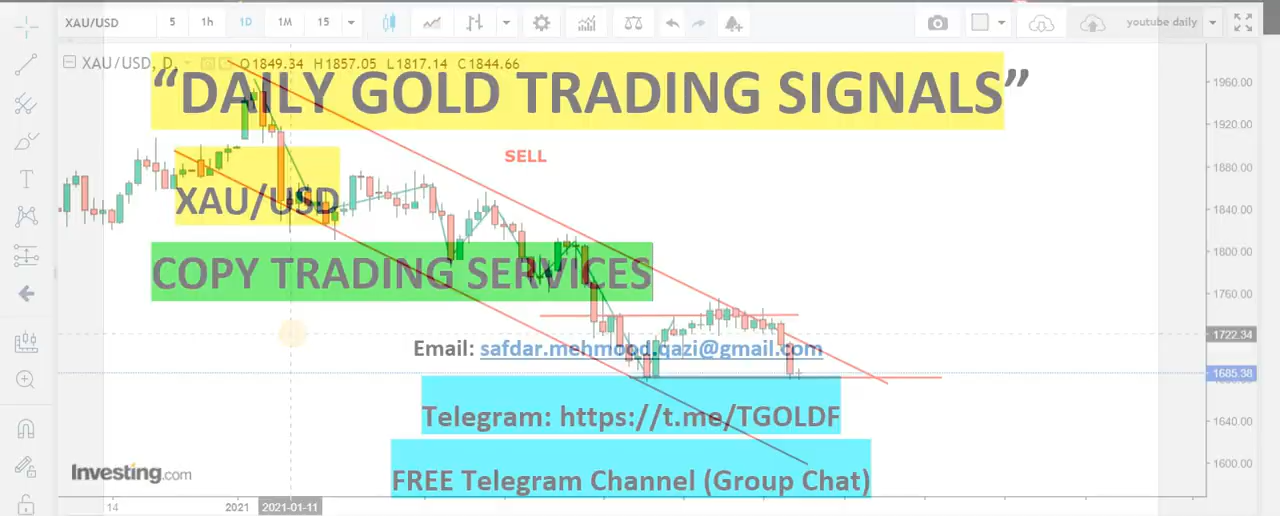 XAU/USD 5 1h 1D 1M 15 youtube daily
XAU/USD, D, O1849.34 H1857.05 L1817.14 C1844.66
“DAILY GOLD TRADING SIGNALS”
SELL
XAU/USD
COPY TRADING SERVICES
Email: safdar.mehmood.qazi@gmail.com
Telegram: https://t.me/TGOLDF
FREE Telegram Channel (Group Chat)
Investing.com
1960.00
1920.00
1880.00
1840.00
1800.00
1760.00
1722.34
1685.38
1640.00
1600.00
14 2021 2021-01-11